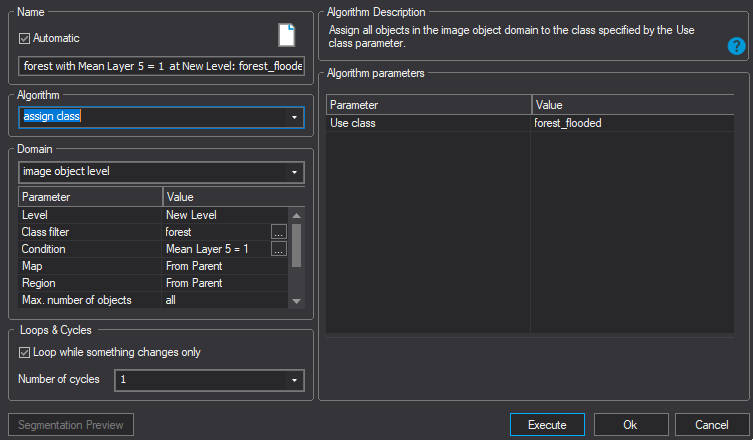 Name
Automatic
forest with Mean Layer 5 = 1 at New Level: forest_floode
Algorithm
assign class
Domain
image object level
Parameter Value
Level New Level
Class filter forest ...
Condition Mean Layer 5 = 1 ...
Map From Parent
Region From Parent
Max. number of objects all
Loops & Cycles
Loop while something changes only
Number of cycles 1
Algorithm Description
Assign all objects in the image object domain to the class specified by the Use
class parameter.
?
Algorithm parameters
Parameter Value
Use class forest_flooded
Segmentation Preview
Execute Ok Cancel